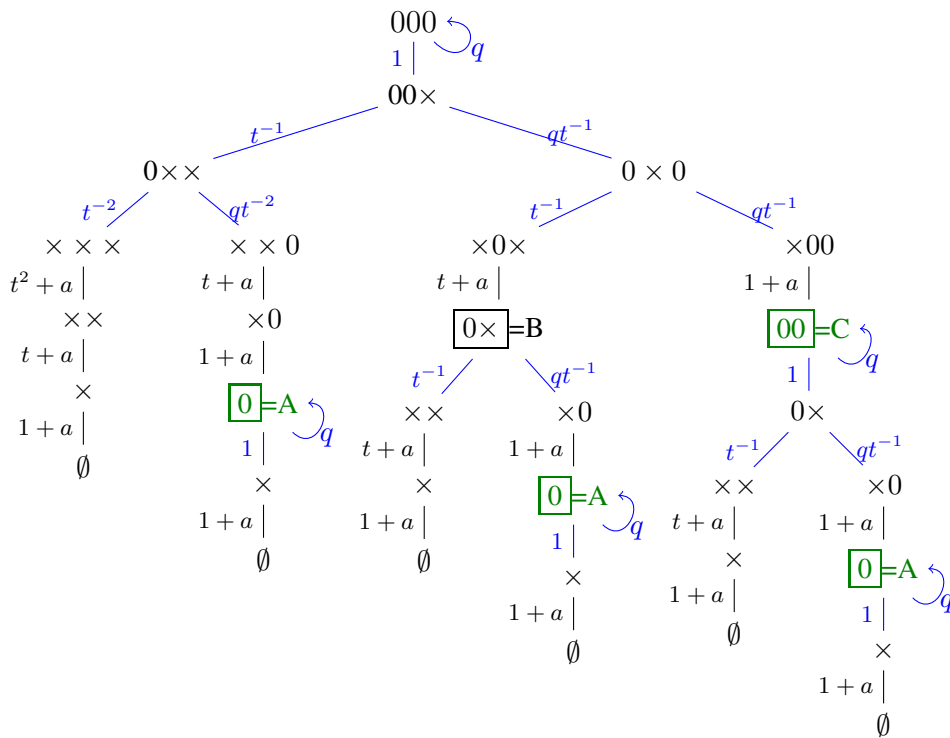 000
q
1
00×
t⁻¹ qt⁻¹
0×× 0 × 0
t⁻² qt⁻² t⁻¹ qt⁻¹
× × × × × 0 ×0× ×00
t² + a t + a t + a 1 + a
×× ×0 0× =B 00 =C
q
t + a 1 + a t⁻¹ qt⁻¹ 1
× 0 =A ×× ×0 0×
q
1 + a 1 t + a 1 + a t⁻¹ qt⁻¹
∅ × × 0 =A ×× ×0
q
1 + a 1 + a 1 t + a 1 + a
∅ ∅ × × 0 =A
q
1 + a 1 + a 1
∅ ∅ ×
1 + a
∅